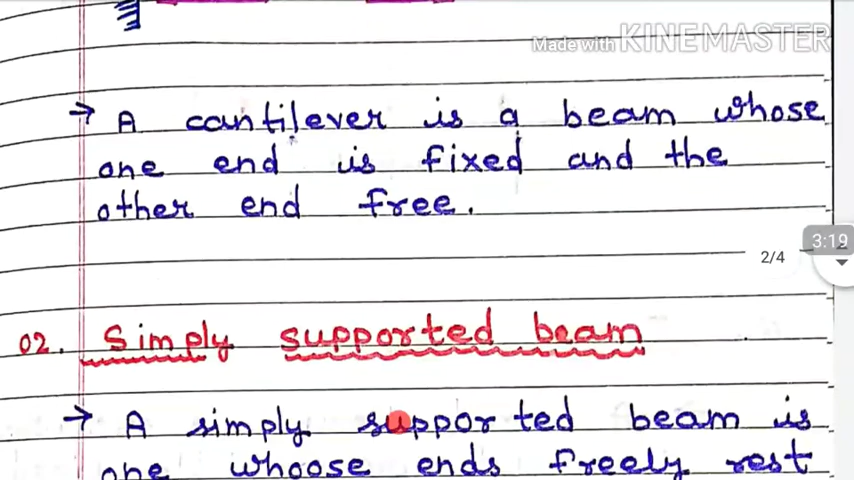 Made with KINEMASTER
→ A cantilever is a beam whose
one end is fixed and the
other end free.
2/4
3:19
02. Simply supported beam
→ A simply supported beam is
one whoose ends freely rest